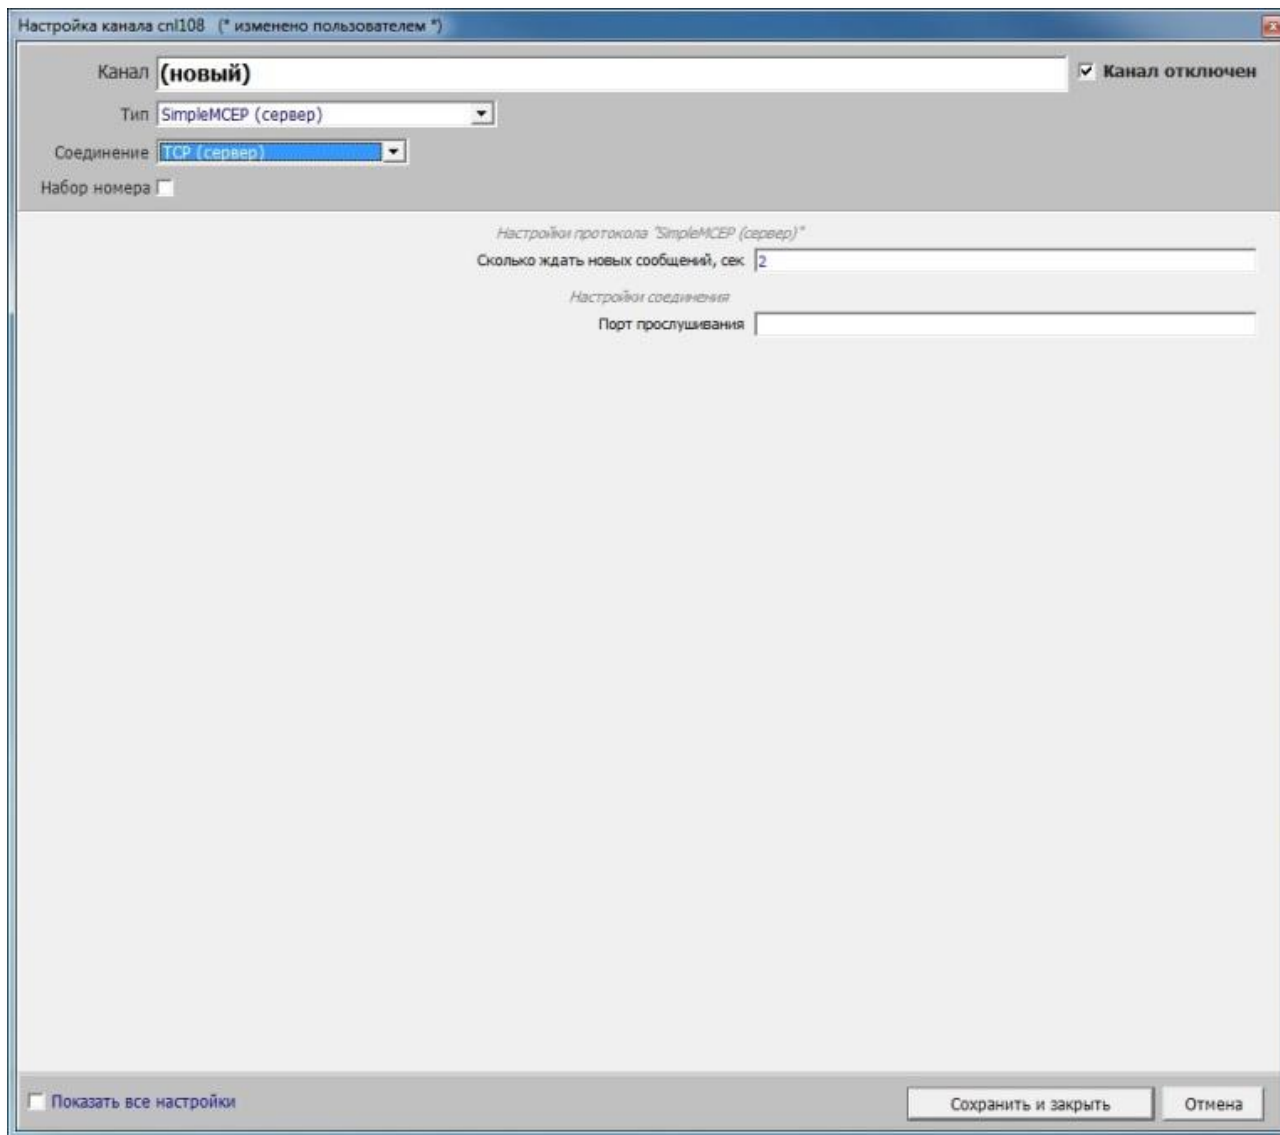 Настройка канала cnl108 (* изменено пользователем *)
Канал (новый) Канал отключен
Тип SimpleMCEP (сервер)
Соединение TCP (сервер)
Набор номера
Настройки протокола "SimpleMCEP (сервер)"
Сколько ждать новых сообщений, сек 2
Настройки соединения
Порт прослушивания
Показать все настройки Сохранить и закрыть Отмена